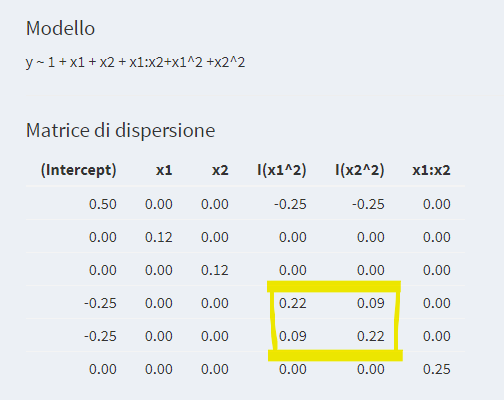 Modello
y ~ 1 + x1 + x2 + x1:x2+x1^2 +x2^2
Matrice di dispersione
(Intercept) x1 x2 I(x1^2) I(x2^2) x1:x2
0.50 0.00 0.00 -0.25 -0.25 0.00
0.00 0.12 0.00 0.00 0.00 0.00
0.00 0.00 0.12 0.00 0.00 0.00
-0.25 0.00 0.00 0.22 0.09 0.00
-0.25 0.00 0.00 0.09 0.22 0.00
0.00 0.00 0.00 0.00 0.00 0.25